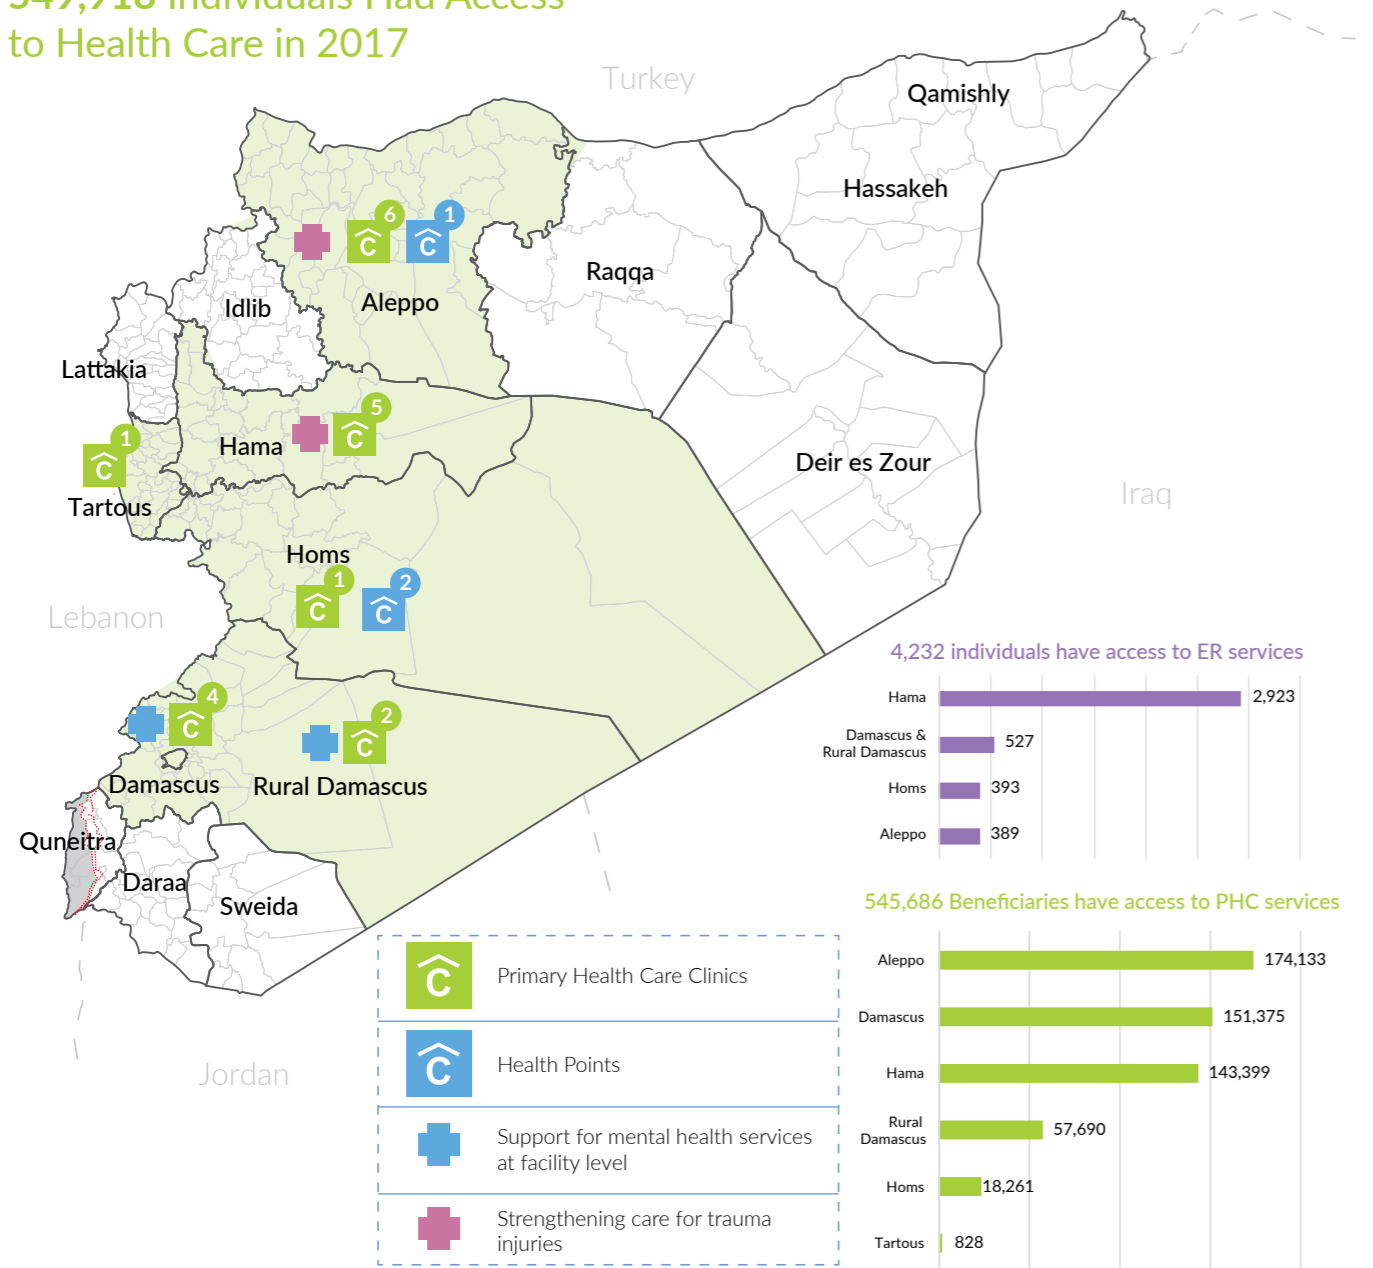 549,918 Individuals Had Access
to Health Care in 2017
Turkey
Qamishly
Hassakeh
6
1
C
C
Raqqa
Aleppo
Idlib
Lattakia
5
C
1
C
Hama
Deir es Zour
Iraq
Tartous
Homs
1
2
C
C
Lebanon
4
C
2
C
Damascus
Rural Damascus
Quneitra
Daraa
Sweida
Jordan
4,232 individuals have access to ER services
Hama
2,923
Damascus &
Rural Damascus
527
Homs
393
Aleppo
389
545,686 Beneficiaries have access to PHC services
Aleppo
174,133
Damascus
151,375
Hama
143,399
Rural
Damascus
57,690
Homs
18,261
Tartous
828
C
Primary Health Care Clinics
C
Health Points
Support for mental health services
at facility level
Strengthening care for trauma
injuries